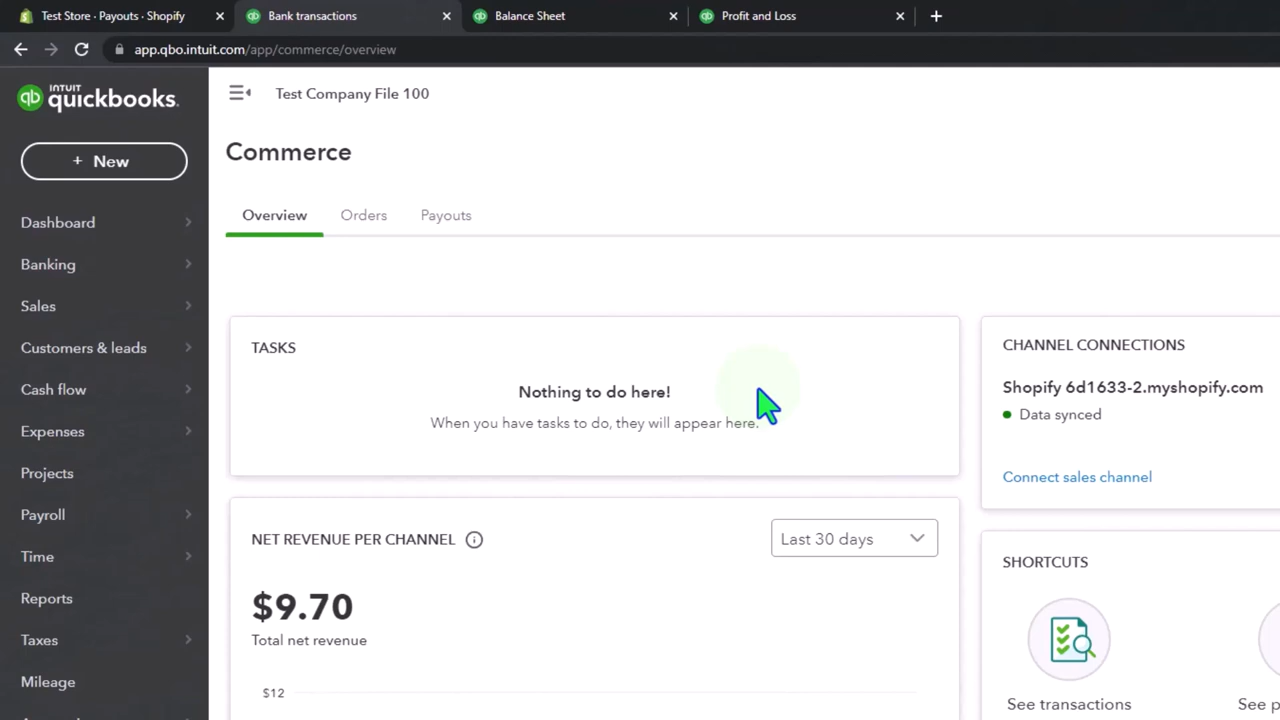 Test Store · Payouts · Shopify
Bank transactions
Balance Sheet
Profit and Loss
app.qbo.intuit.com/app/commerce/overview
INTUIT
quickbooks.
qb
Test Company File 100
+ New
Commerce
Overview
Orders
Payouts
Dashboard
Banking
Sales
Customers & leads
Cash flow
Expenses
Projects
Payroll
Time
Reports
Taxes
Mileage
TASKS
Nothing to do here!
When you have tasks to do, they will appear here.
CHANNEL CONNECTIONS
Shopify 6d1633-2.myshopify.com
Data synced
Connect sales channel
NET REVENUE PER CHANNEL
Last 30 days
$9.70
Total net revenue
$12
SHORTCUTS
See transactions
See